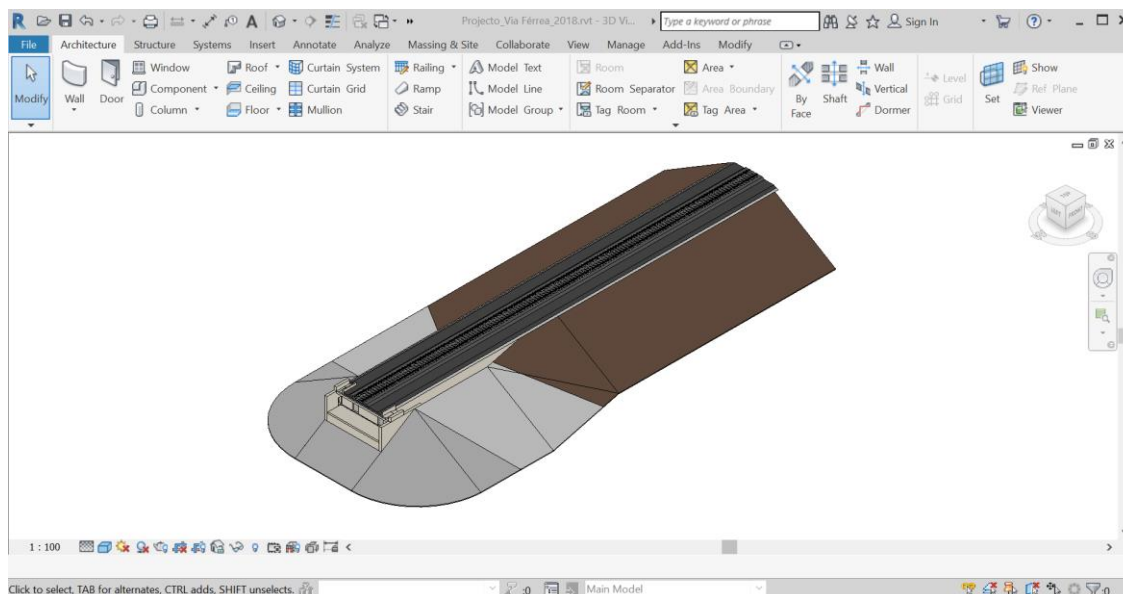 Projecto_Via Férrea_2018.rvt - 3D Vi... Type a keyword or phrase Sign In
File Architecture Structure Systems Insert Annotate Analyze Massing & Site Collaborate View Manage Add-Ins Modify
Modify Wall Door Window Component Column Roof Ceiling Floor Curtain System Curtain Grid Mullion Railing Ramp Stair Model Text Model Line Model Group Room Room Separator Tag Room Area Area Boundary Tag Area By Face Shaft Wall Vertical Dormer Level Grid Set Show Ref Plane Viewer
TOP
LEFT FRONT
1 : 100
Click to select, TAB for alternates, CTRL adds, SHIFT unselects. :0 Main Model :0